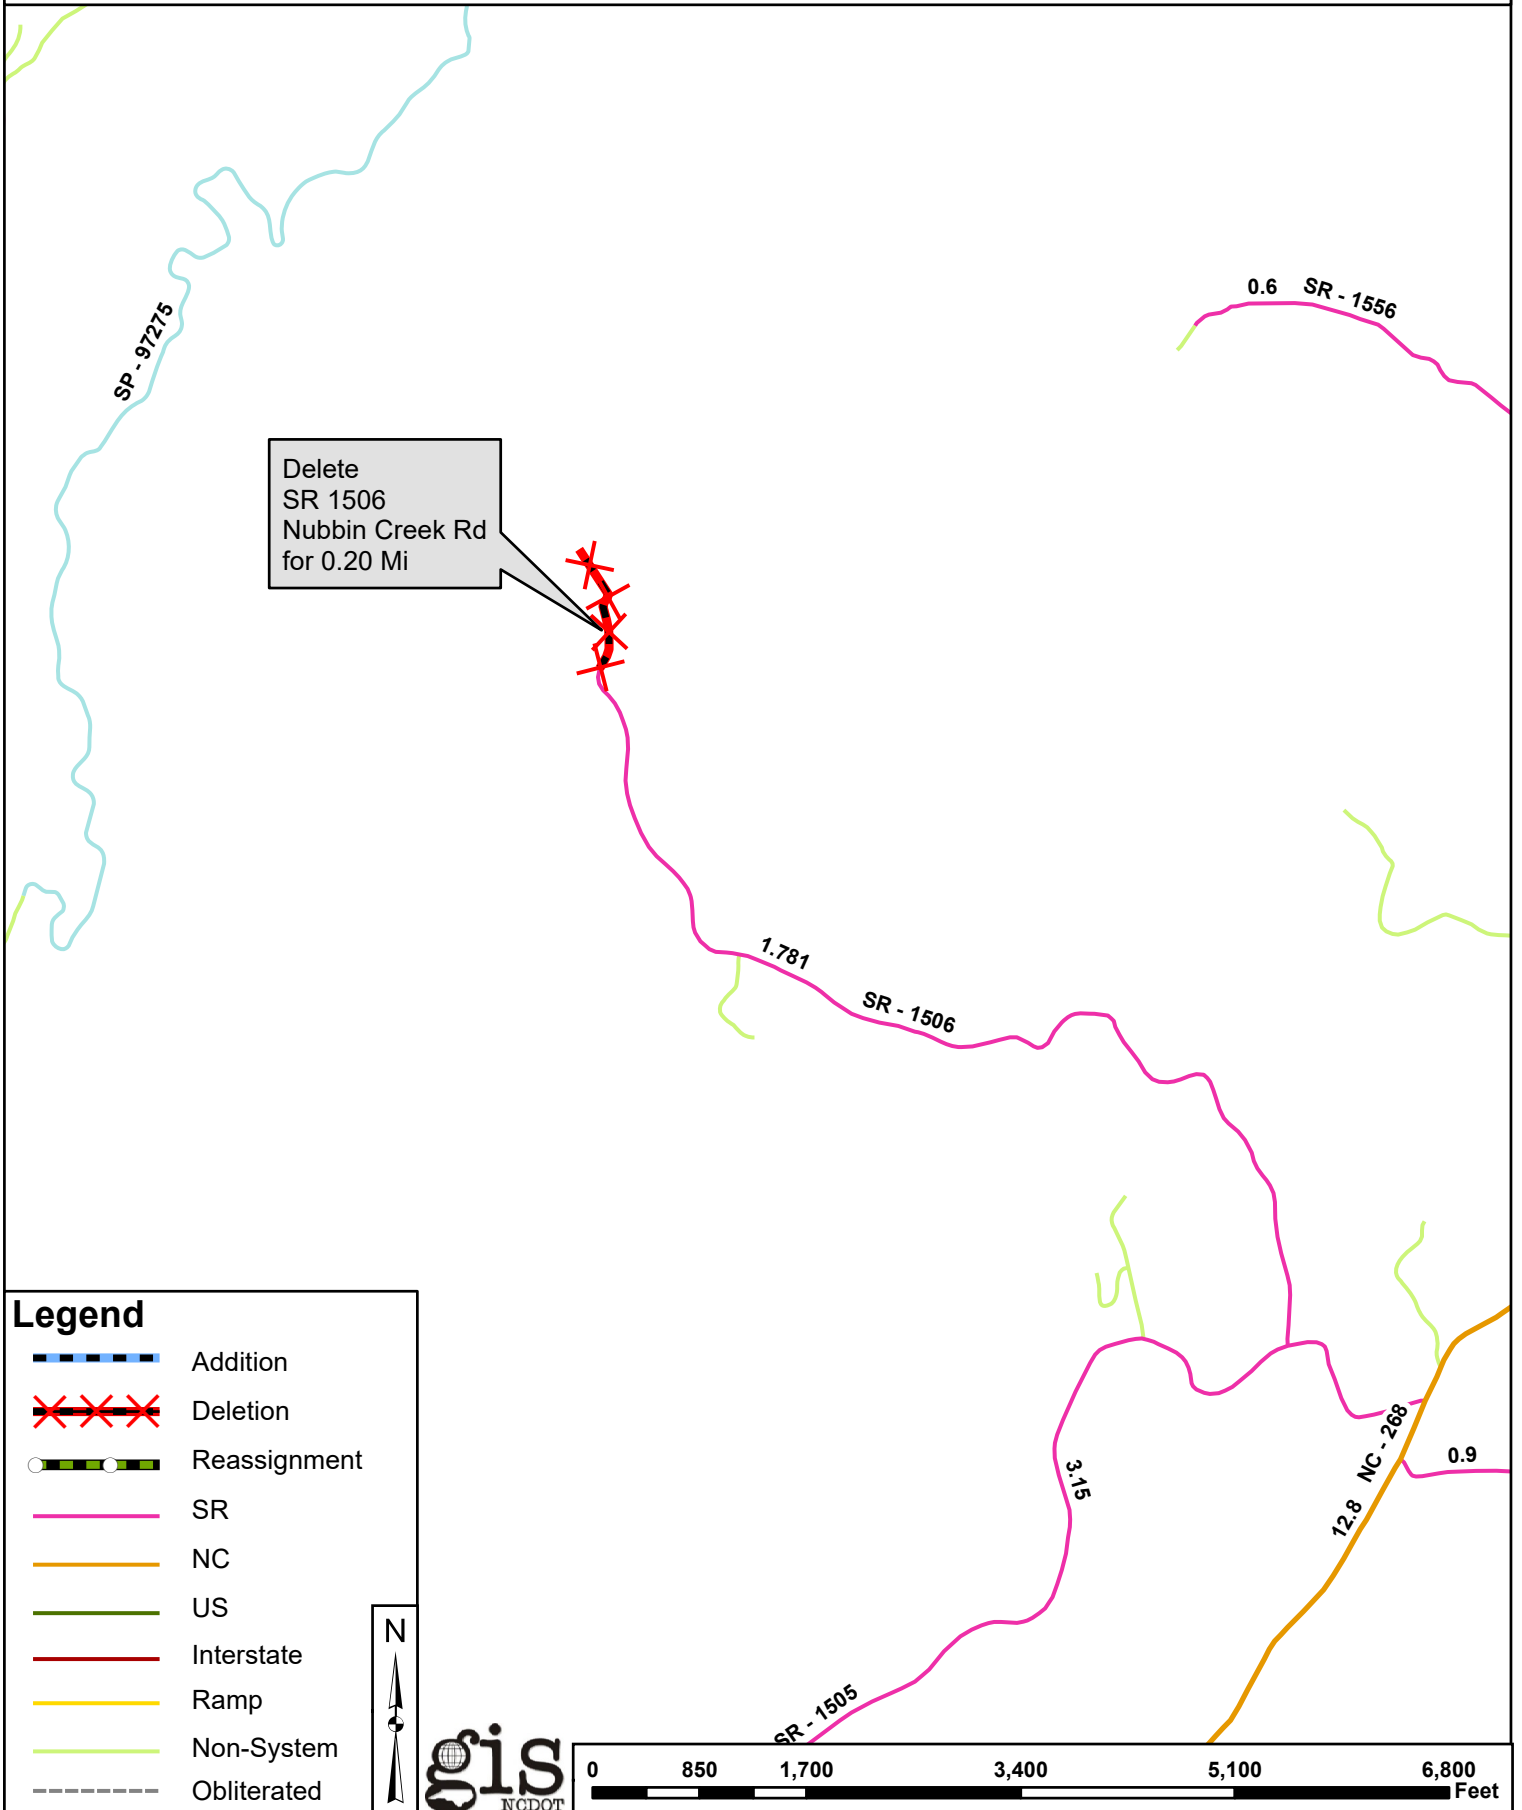 0.6
SR - 1556
SP - 97275
Delete
SR 1506
Nubbin Creek Rd
for 0.20 Mi
1.781
SR - 1506
NC - 268
0.9
3.15
12.8
SR - 1505
Legend
Addition
Deletion
Reassignment
SR
NC
US
Interstate
Ramp
Non-System
Obliterated
N
gis
NCDOT
0 850 1,700 3,400 5,100 6,800
Feet